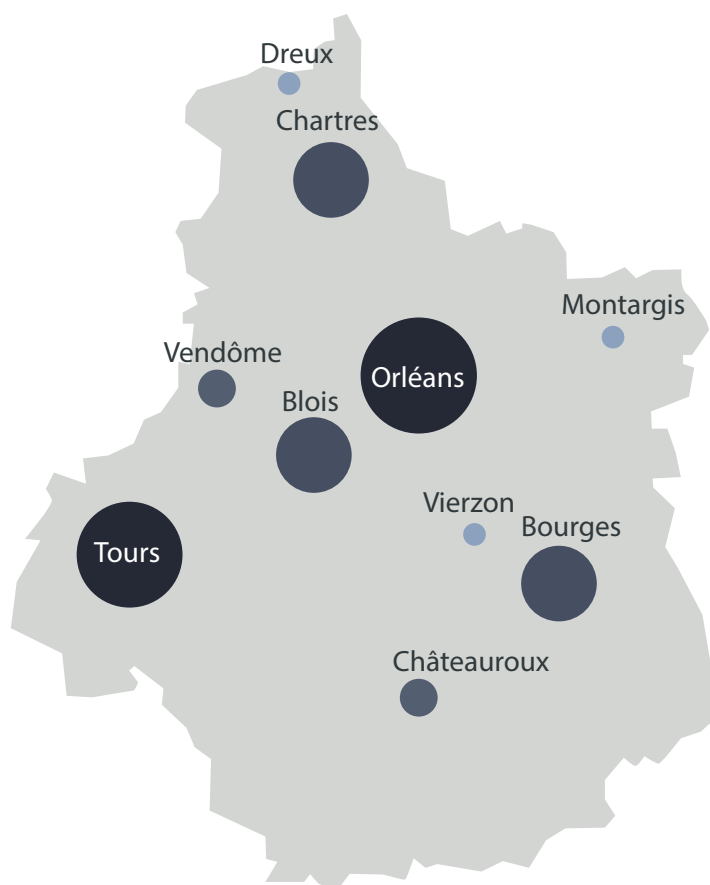 Dreux
Chartres
Montargis
Vendôme
Orléans
Blois
Vierzon
Bourges
Tours
Châteauroux